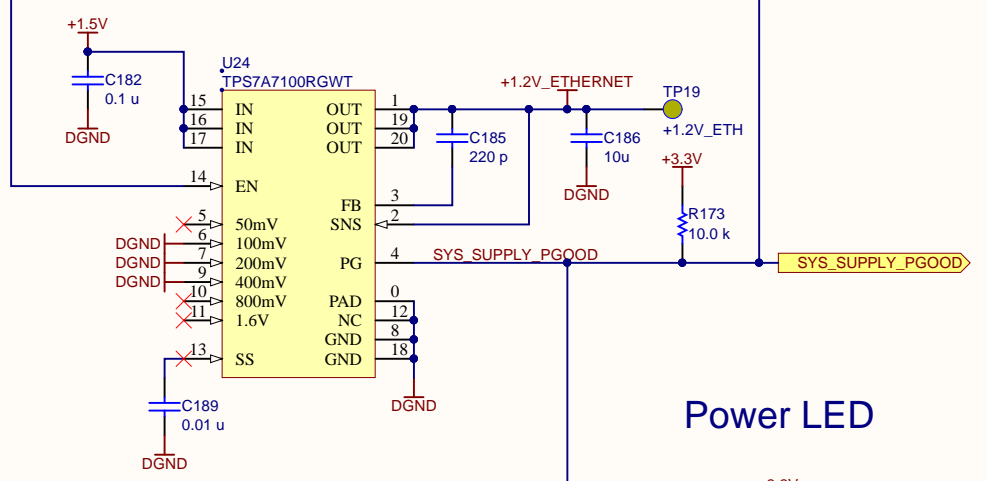 +1.5V
C182
0.1 u
DGND
U24
TPS7A7100RGWT
15 IN
16 IN
17 IN
14 EN
5 50mV
6 100mV
7 200mV
9 400mV
10 800mV
11 1.6V
13 SS
DGND
DGND
DGND
OUT 1
OUT 19
OUT 20
FB 3
SNS 2
PG 4
PAD 0
NC 12
GND 8
GND 18
DGND
C189
0.01 u
DGND
+1.2V_ETHERNET
C185
220 p
C186
10u
DGND
TP19
+1.2V_ETH
+3.3V
R173
10.0 k
SYS_SUPPLY_PGOOD
SYS_SUPPLY_PGOOD
Power LED